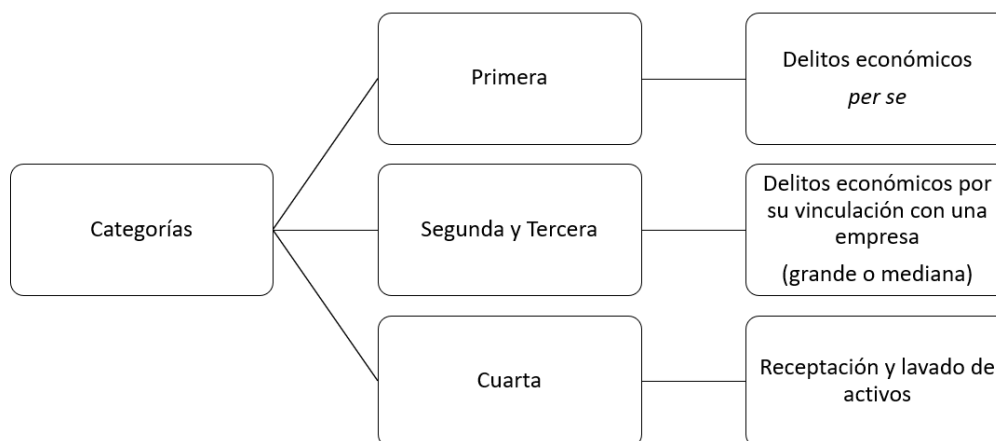 Categorías
Primera
Delitos económicos
per se
Segunda y Tercera
Delitos económicos por
su vinculación con una
empresa
(grande o mediana)
Cuarta
Receptación y lavado de
activos